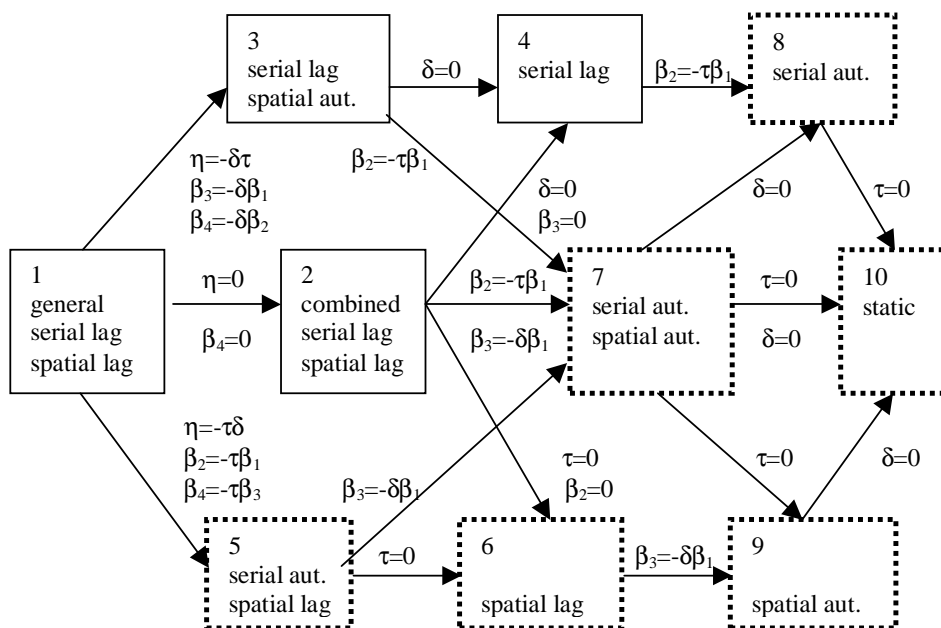 3
serial lag
spatial aut.
δ=0
4
serial lag
β₂=-τβ₁
8
serial aut.
η=-δτ
β₃=-δβ₁
β₄=-δβ₂
β₂=-τβ₁
δ=0
β₃=0
δ=0
τ=0
1
general
serial lag
spatial lag
η=0
β₄=0
2
combined
serial lag
spatial lag
β₂=-τβ₁
β₃=-δβ₁
7
serial aut.
spatial aut.
τ=0
δ=0
10
static
η=-τδ
β₂=-τβ₁
β₄=-τβ₃
β₃=-δβ₁
τ=0
β₂=0
τ=0
δ=0
5
serial aut.
spatial lag
τ=0
6
spatial lag
β₃=-δβ₁
9
spatial aut.